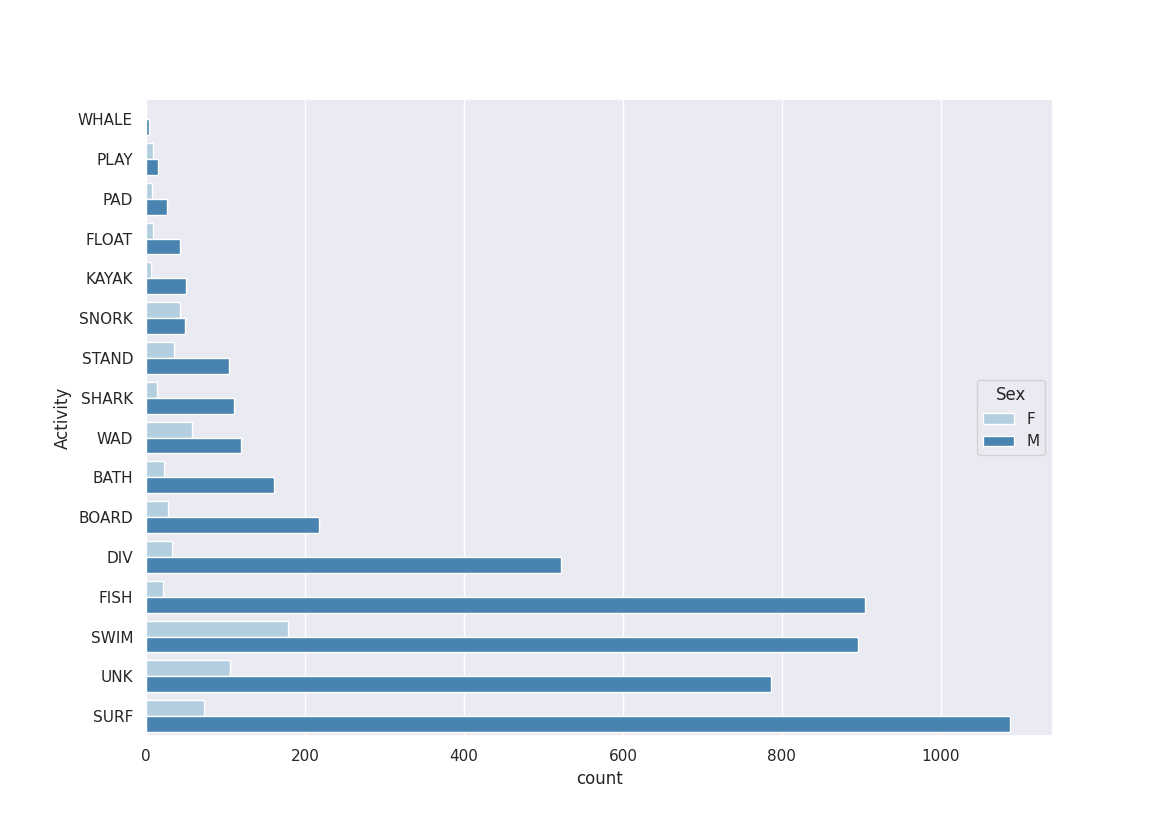 WHALE
PLAY
PAD
FLOAT
KAYAK
SNORK
STAND
SHARK
WAD
BATH
BOARD
DIV
FISH
SWIM
UNK
SURF
Activity
0 200 400 600 800 1000
count
Sex
F
M